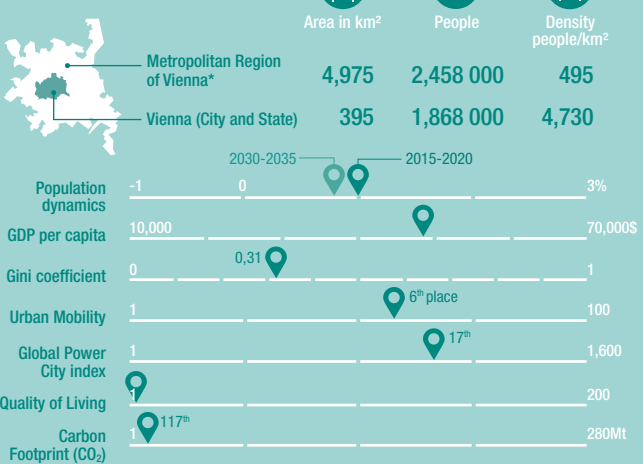 Area in km²
People
Density
people/km²
Metropolitan Region
of Vienna*
4,975
2,458 000
495
Vienna (City and State)
395
1,868 000
4,730
2030-2035
2015-2020
Population
dynamics
-1
0
3%
GDP per capita
10,000
70,000$
0,31
Gini coefficient
0
1
6th place
Urban Mobility
1
100
17th
Global Power
City index
1
1,600
Quality of Living
1
200
117th
Carbon
Footprint (CO₂)
1
280Mt